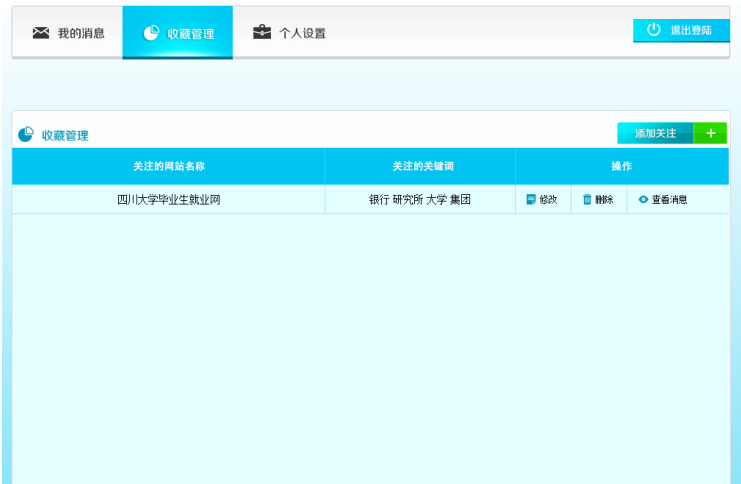 我的消息 收藏管理 个人设置 退出登陆
收藏管理 添加关注 +
关注的网站名称 关注的关键词 操作
四川大学毕业生就业网 银行 研究所 大学 集团 修改 删除 查看消息